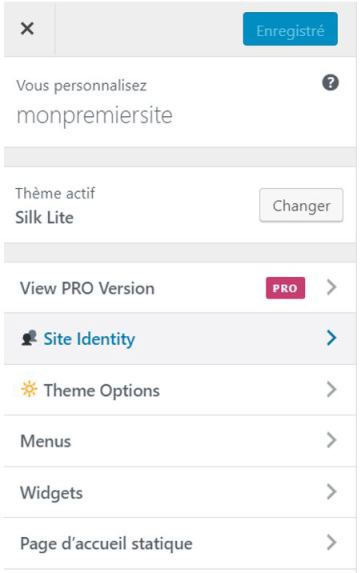 Enregistré
Vous personnalisez
monpremiersite
Thème actif
Silk Lite
Changer
View PRO Version PRO
Site Identity
Theme Options
Menus
Widgets
Page d’accueil statique